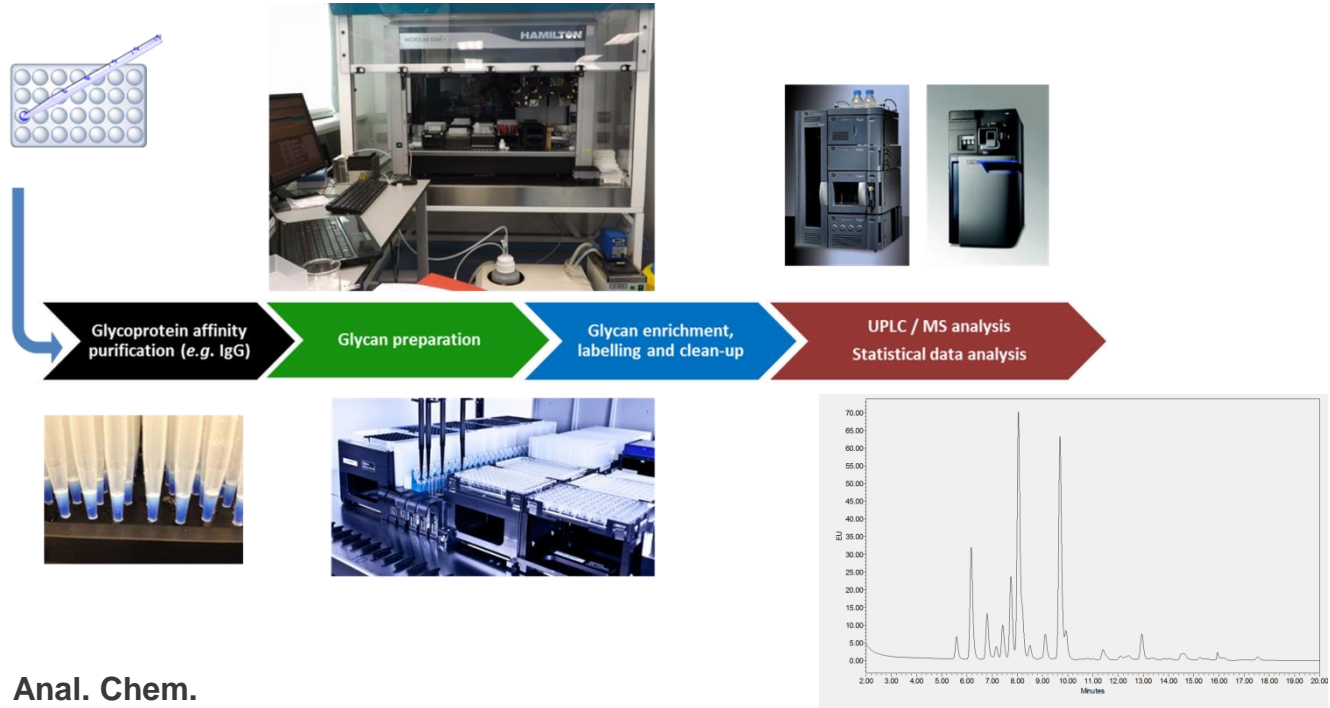 HAMILTON
Glycoprotein affinity
purification (e.g. IgG)
Glycan preparation
Glycan enrichment,
labelling and clean-up
UPLC / MS analysis
Statistical data analysis
70.00
65.00
60.00
55.00
50.00
45.00
40.00
35.00
30.00
25.00
20.00
15.00
10.00
5.00
0.00
EU
2.00 3.00 4.00 5.00 6.00 7.00 8.00 9.00 10.00 11.00 12.00 13.00 14.00 15.00 16.00 17.00 18.00 19.00 20.00
Minutes
Anal. Chem.